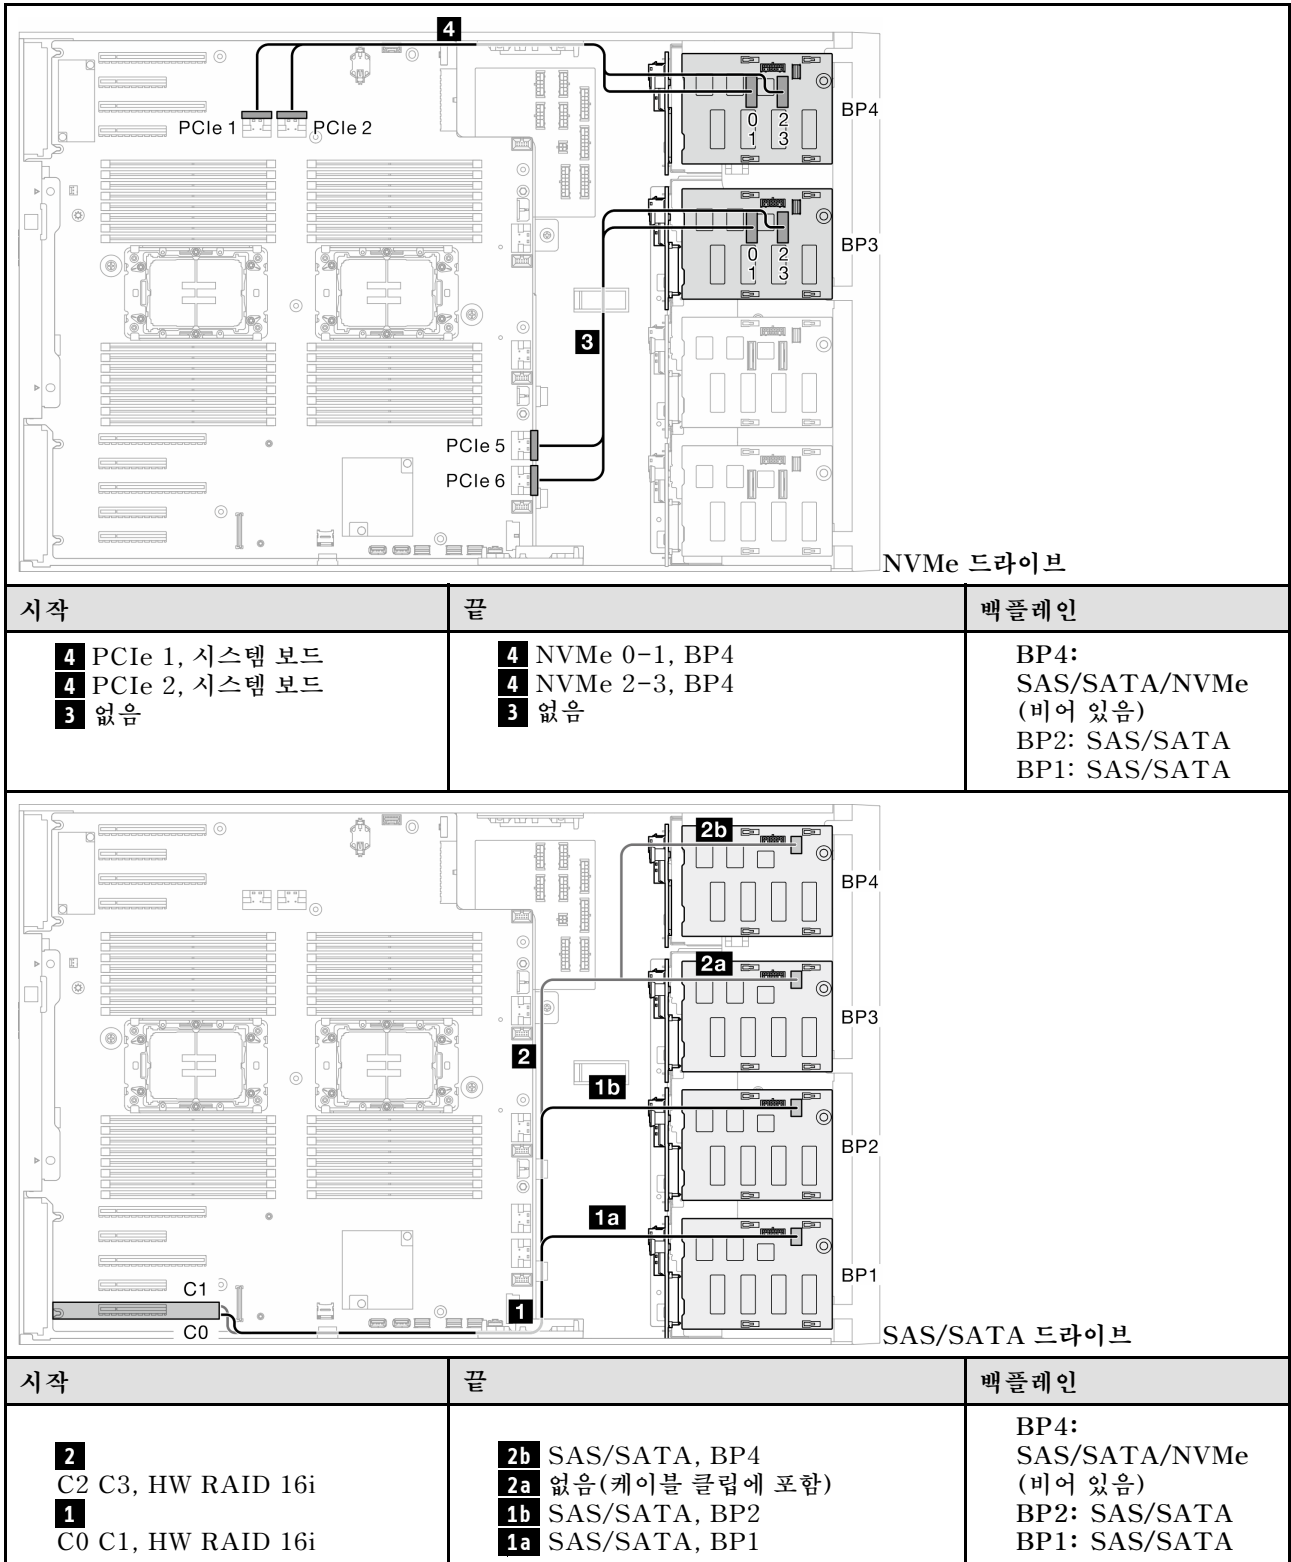 4
PCIe 1
PCIe 2
0 2
1 3
BP4
0 2
1 3
BP3
3
PCIe 5
PCIe 6
NVMe 드라이브
시작 끝 백플레인
4 PCIe 1, 시스템 보드
4 PCIe 2, 시스템 보드
3 없음
4 NVMe 0-1, BP4
4 NVMe 2-3, BP4
3 없음
BP4:
SAS/SATA/NVMe
(비어 있음)
BP2: SAS/SATA
BP1: SAS/SATA
2b
BP4
2a
BP3
2
1b
BP2
1a
BP1
C1
1
C0
SAS/SATA 드라이브
시작 끝 백플레인
2
C2 C3, HW RAID 16i
1
C0 C1, HW RAID 16i
2b SAS/SATA, BP4
2a 없음(케이블 클립에 포함)
1b SAS/SATA, BP2
1a SAS/SATA, BP1
BP4:
SAS/SATA/NVMe
(비어 있음)
BP2: SAS/SATA
BP1: SAS/SATA